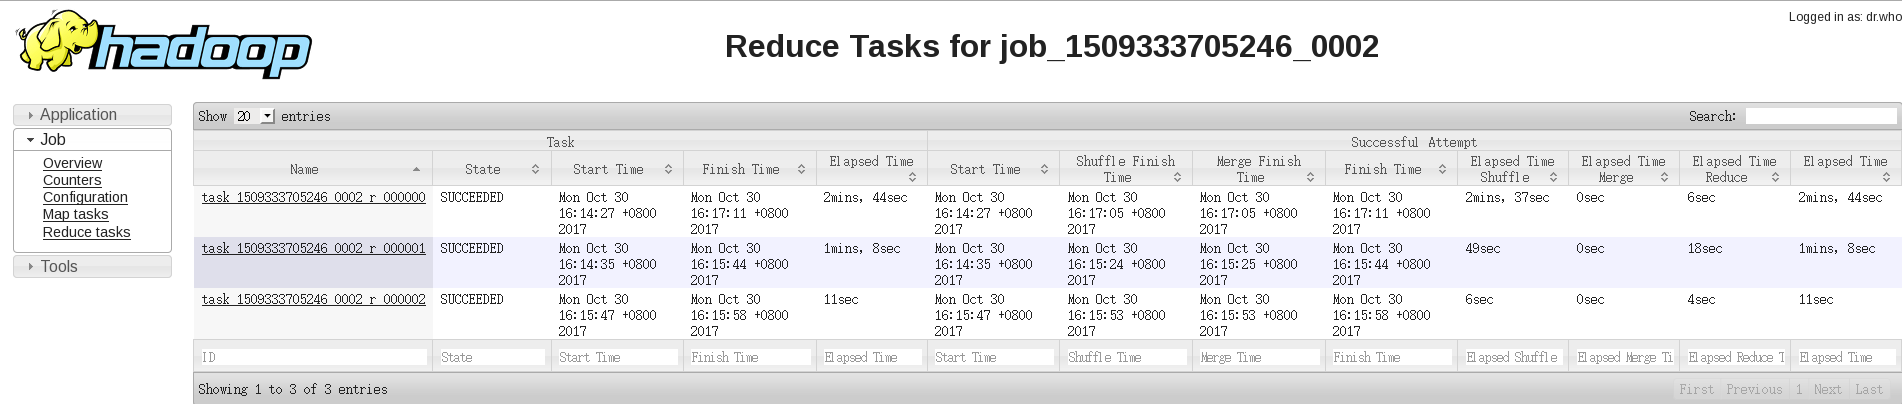 Logged in as: dr.who
hadoop
Reduce Tasks for job_1509333705246_0002
Application
Job
Overview
Counters
Configuration
Map tasks
Reduce tasks
Tools
Show 20 entries Search:
Task Successful Attempt
Name State Start Time Finish Time Elapsed Time Start Time Shuffle Finish Time Merge Finish Time Finish Time Elapsed Time Shuffle Elapsed Time Merge Elapsed Time Reduce Elapsed Time
task_1509333705246_0002_r_000000 SUCCEEDED Mon Oct 30 Mon Oct 30 2mins, 44sec Mon Oct 30 Mon Oct 30 Mon Oct 30 Mon Oct 30 2mins, 37sec 0sec 6sec 2mins, 44sec
16:14:27 +0800 16:17:11 +0800 16:14:27 +0800 16:17:05 +0800 16:17:05 +0800 16:17:11 +0800
2017 2017 2017 2017 2017 2017
task_1509333705246_0002_r_000001 SUCCEEDED Mon Oct 30 Mon Oct 30 1mins, 8sec Mon Oct 30 Mon Oct 30 Mon Oct 30 Mon Oct 30 49sec 0sec 18sec 1mins, 8sec
16:14:35 +0800 16:15:44 +0800 16:14:35 +0800 16:15:24 +0800 16:15:25 +0800 16:15:44 +0800
2017 2017 2017 2017 2017 2017
task_1509333705246_0002_r_000002 SUCCEEDED Mon Oct 30 Mon Oct 30 11sec Mon Oct 30 Mon Oct 30 Mon Oct 30 Mon Oct 30 6sec 0sec 4sec 11sec
16:15:47 +0800 16:15:58 +0800 16:15:47 +0800 16:15:53 +0800 16:15:53 +0800 16:15:58 +0800
2017 2017 2017 2017 2017 2017
ID State Start Time Finish Time Elapsed Time Start Time Shuffle Time Merge Time Finish Time Elapsed Shuffle Elapsed Merge Ti Elapsed Reduce T Elapsed Time
Showing 1 to 3 of 3 entries First Previous 1 Next Last